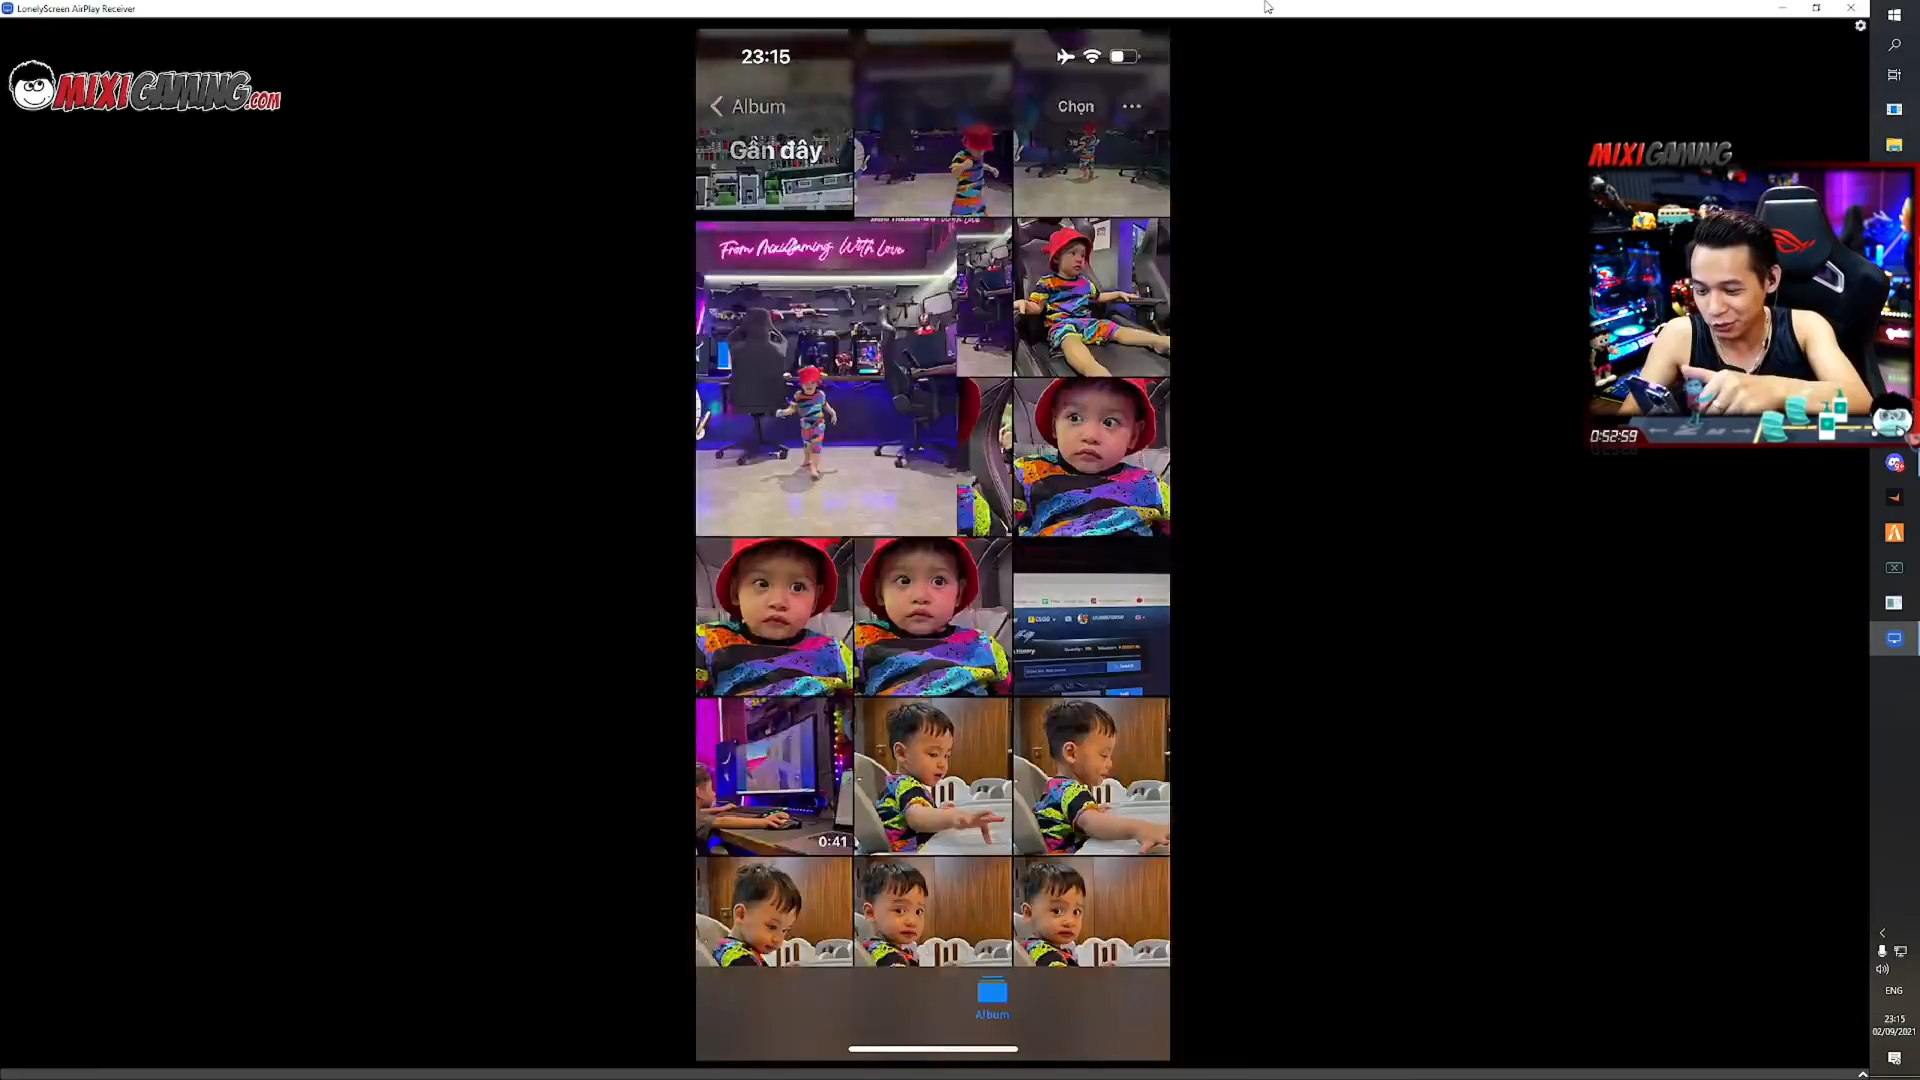 LonelyScreen AirPlay Receiver
MIXIGAMING.COM
23:15
Album
Chọn
Gần đây
From MixiGaming With Love
MIXIGAMING
0:52:59
0:41
Album
ENG
23:15
02/09/2021